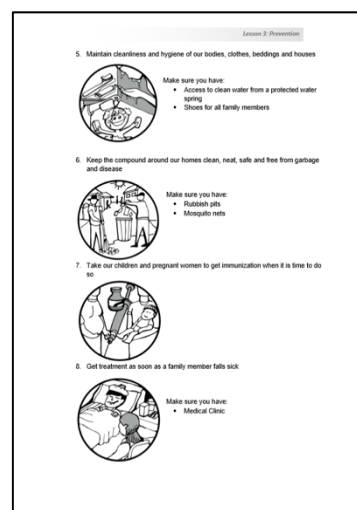 Lesson 3: Prevention
5. Maintain cleanliness and hygiene of our bodies, clothes, beddings and houses
Make sure you have:
• Access to clean water from a protected water
spring
• Shoes for all family members
6. Keep the compound around our homes clean, neat, safe and free from garbage
and disease
Make sure you have:
• Rubbish pits
• Mosquito nets
7. Take our children and pregnant women to get immunization when it is time to do
so
8. Get treatment as soon as a family member falls sick
Make sure you have:
• Medical Clinic